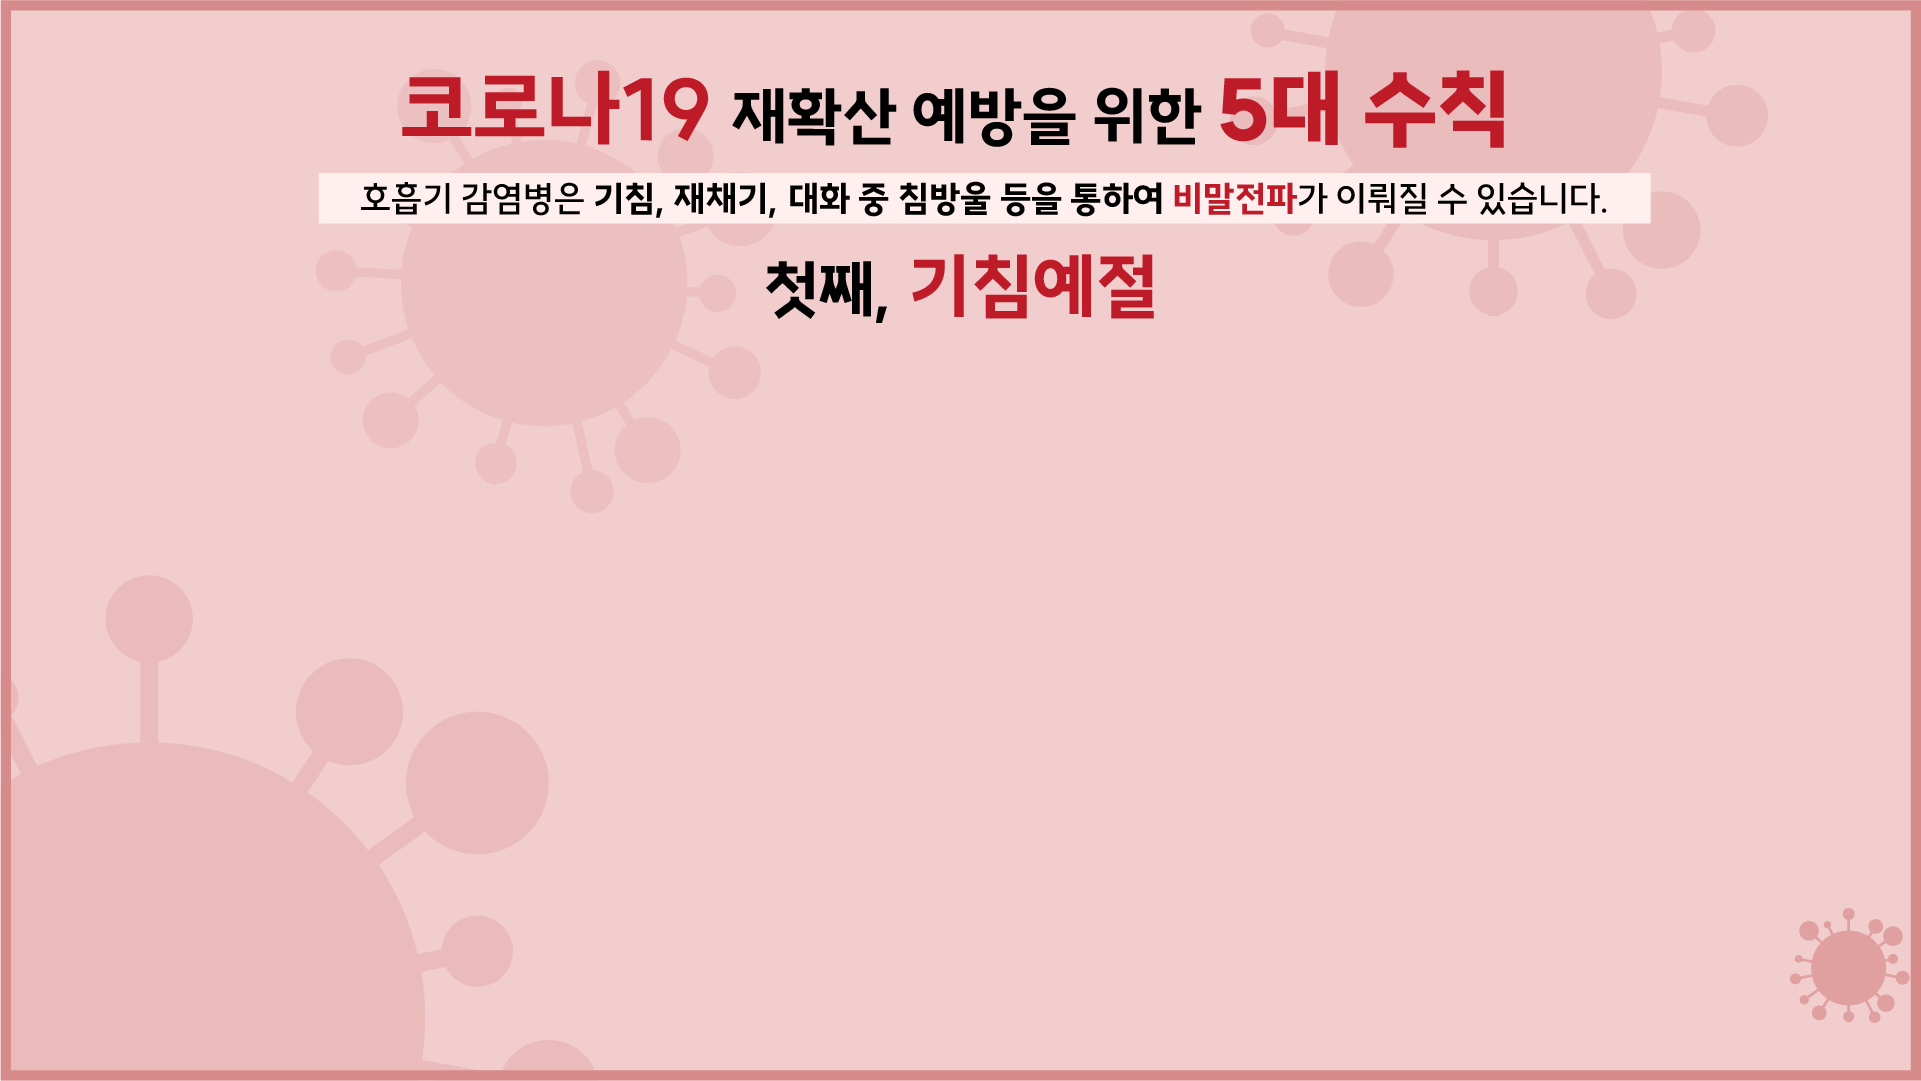 코로나19 재확산 예방을 위한 5대 수칙
호흡기 감염병은 기침, 재채기, 대화 중 침방울 등을 통하여 비말전파가 이뤄질 수 있습니다.
첫째, 기침예절